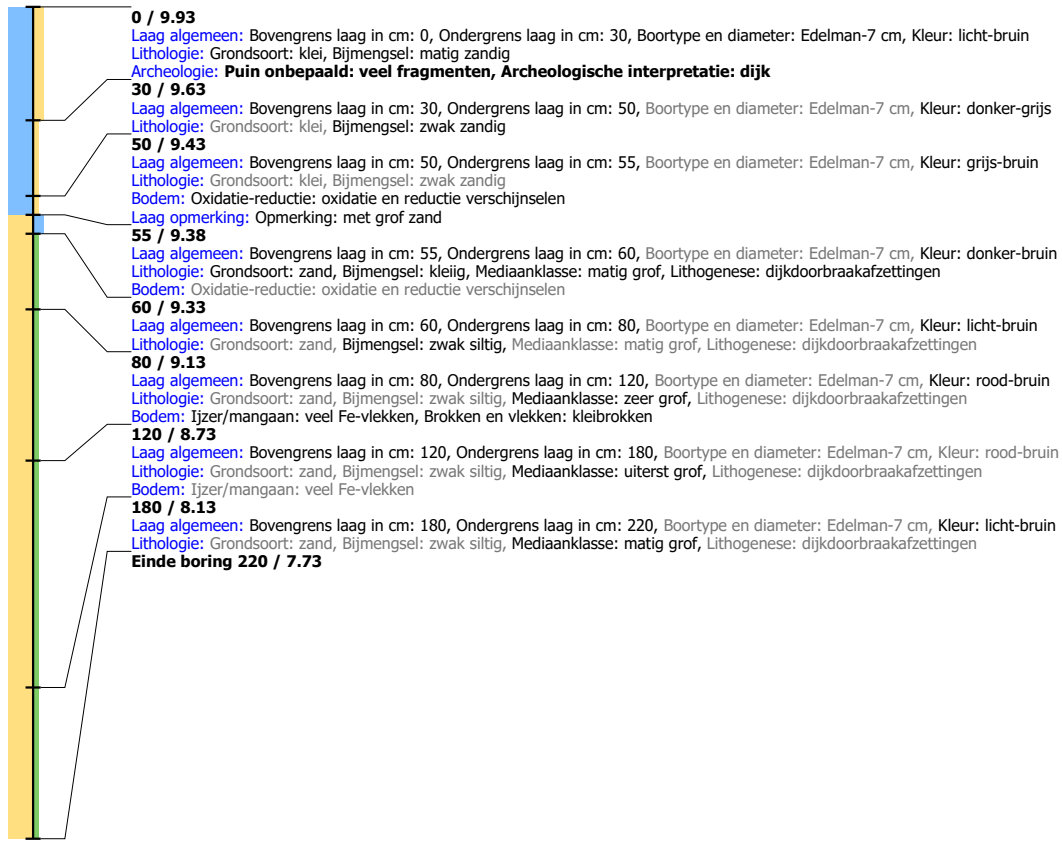 0 / 9.93
Laag algemeen: Bovengrens laag in cm: 0, Ondergrens laag in cm: 30, Boortype en diameter: Edelman-7 cm, Kleur: licht-bruin
Lithologie: Grondsoort: klei, Bijmengsel: matig zandig
Archeologie: Puin onbepaald: veel fragmenten, Archeologische interpretatie: dijk
30 / 9.63
Laag algemeen: Bovengrens laag in cm: 30, Ondergrens laag in cm: 50, Boortype en diameter: Edelman-7 cm, Kleur: donker-grijs
Lithologie: Grondsoort: klei, Bijmengsel: zwak zandig
50 / 9.43
Laag algemeen: Bovengrens laag in cm: 50, Ondergrens laag in cm: 55, Boortype en diameter: Edelman-7 cm, Kleur: grijs-bruin
Lithologie: Grondsoort: klei, Bijmengsel: zwak zandig
Bodem: Oxidatie-reductie: oxidatie en reductie verschijnselen
Laag opmerking: Opmerking: met grof zand
55 / 9.38
Laag algemeen: Bovengrens laag in cm: 55, Ondergrens laag in cm: 60, Boortype en diameter: Edelman-7 cm, Kleur: donker-bruin
Lithologie: Grondsoort: zand, Bijmengsel: kleiig, Mediaanklasse: matig grof, Lithogenese: dijkdoorbraakafzettingen
Bodem: Oxidatie-reductie: oxidatie en reductie verschijnselen
60 / 9.33
Laag algemeen: Bovengrens laag in cm: 60, Ondergrens laag in cm: 80, Boortype en diameter: Edelman-7 cm, Kleur: licht-bruin
Lithologie: Grondsoort: zand, Bijmengsel: zwak siltig, Mediaanklasse: matig grof, Lithogenese: dijkdoorbraakafzettingen
80 / 9.13
Laag algemeen: Bovengrens laag in cm: 80, Ondergrens laag in cm: 120, Boortype en diameter: Edelman-7 cm, Kleur: rood-bruin
Lithologie: Grondsoort: zand, Bijmengsel: zwak siltig, Mediaanklasse: zeer grof, Lithogenese: dijkdoorbraakafzettingen
Bodem: Ijzer/mangaan: veel Fe-vlekken, Brokken en vlekken: kleibrokken
120 / 8.73
Laag algemeen: Bovengrens laag in cm: 120, Ondergrens laag in cm: 180, Boortype en diameter: Edelman-7 cm, Kleur: rood-bruin
Lithologie: Grondsoort: zand, Bijmengsel: zwak siltig, Mediaanklasse: uiterst grof, Lithogenese: dijkdoorbraakafzettingen
Bodem: Ijzer/mangaan: veel Fe-vlekken
180 / 8.13
Laag algemeen: Bovengrens laag in cm: 180, Ondergrens laag in cm: 220, Boortype en diameter: Edelman-7 cm, Kleur: licht-bruin
Lithologie: Grondsoort: zand, Bijmengsel: zwak siltig, Mediaanklasse: matig grof, Lithogenese: dijkdoorbraakafzettingen
Einde boring 220 / 7.73